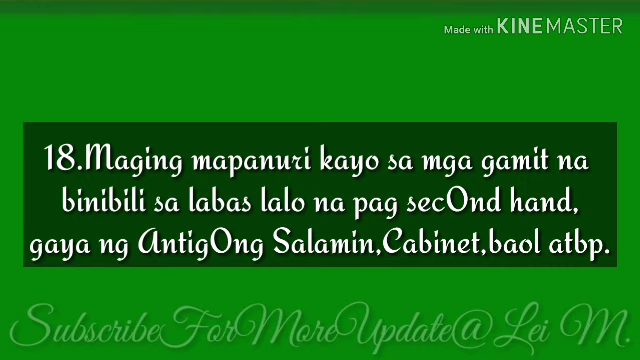 Made with KINEMASTER
18.Maging mapanuri kayo sa mga gamit na
binibili sa labas lalo na pag secOnd hand,
gaya ng AntigOng Salamin,Cabinet,baol atbp.
SubscribeForMoreUpdate@Lei M.